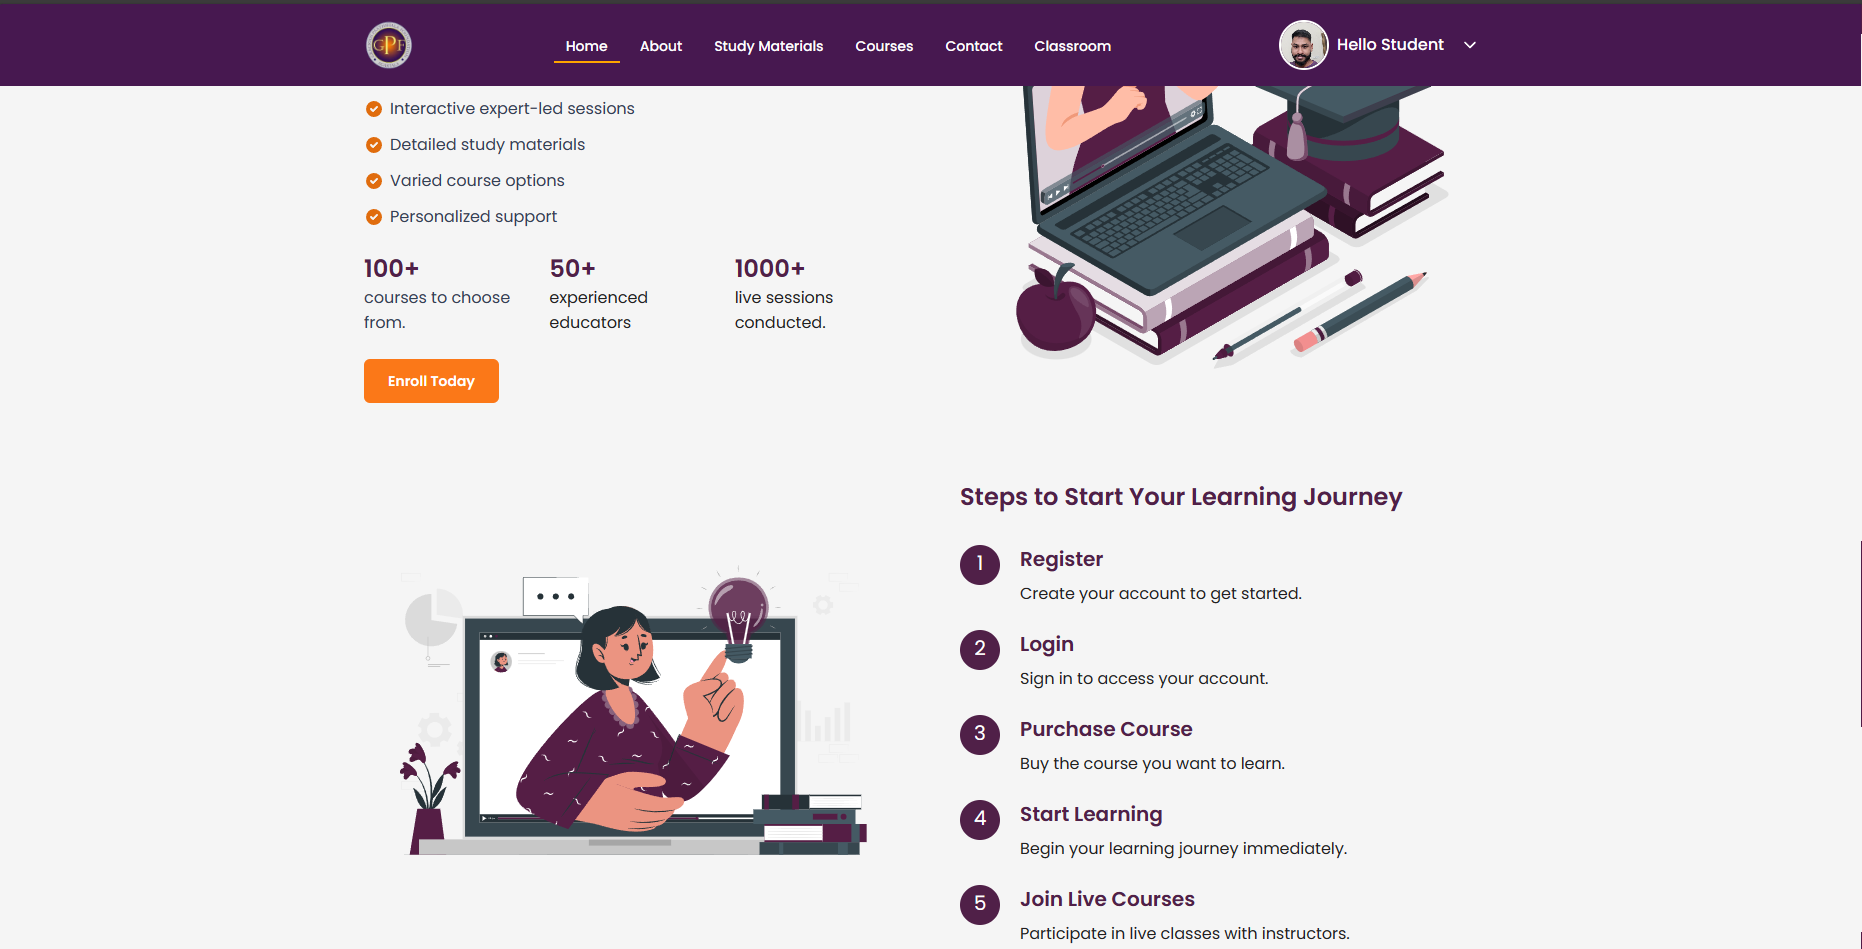 GPF
Home
About
Study Materials
Courses
Contact
Classroom
Hello Student
Interactive expert-led sessions
Detailed study materials
Varied course options
Personalized support
100+
courses to choose
from.
50+
experienced
educators
1000+
live sessions
conducted.
Enroll Today
Steps to Start Your Learning Journey
1
Register
Create your account to get started.
2
Login
Sign in to access your account.
3
Purchase Course
Buy the course you want to learn.
4
Start Learning
Begin your learning journey immediately.
5
Join Live Courses
Participate in live classes with instructors.